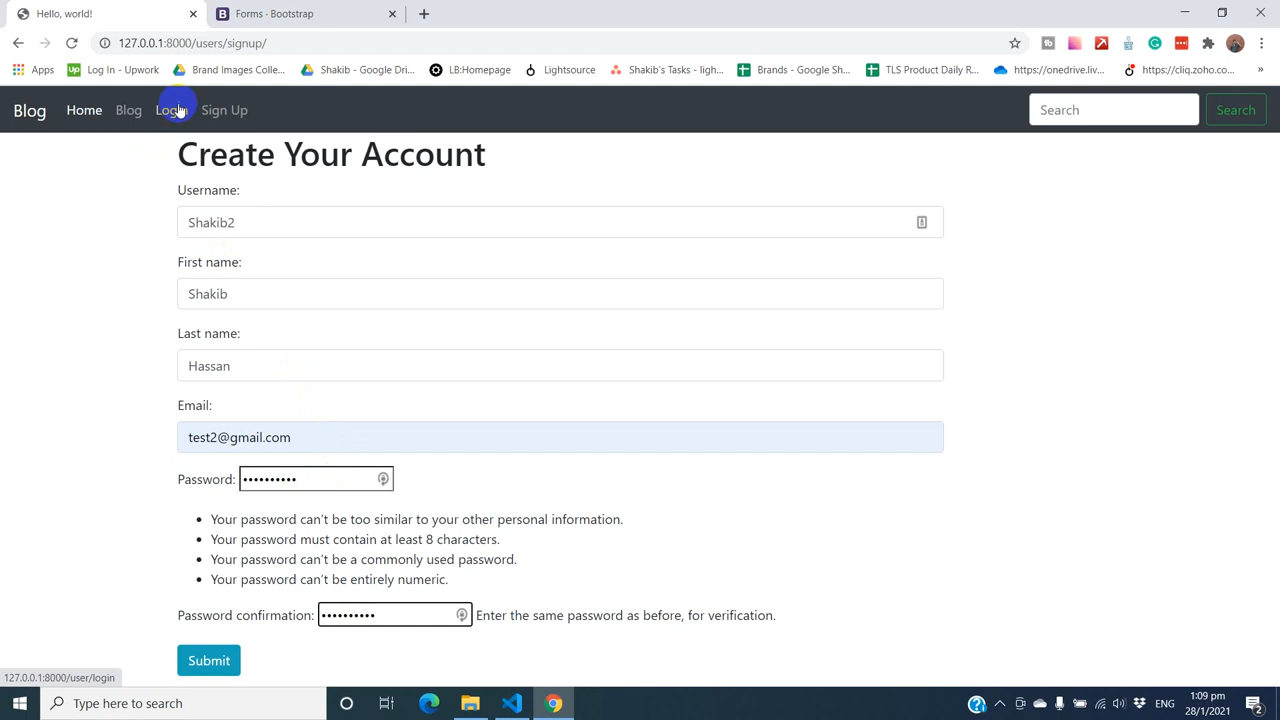 Hello, world!
Forms · Bootstrap
127.0.0.1:8000/users/signup/
Apps
Log In - Upwork
Brand Images Colle...
Shakib - Google Dri...
LB:Homepage
Lightsource
Shakib's Tasks - ligh...
Brands - Google Sh...
TLS Product Daily R...
https://onedrive.liv...
https://cliq.zoho.co...
Blog Home Blog Login Sign Up Search Search
Create Your Account
Username:
Shakib2
First name:
Shakib
Last name:
Hassan
Email:
test2@gmail.com
Password: ••••••••••
• Your password can't be too similar to your other personal information.
• Your password must contain at least 8 characters.
• Your password can't be a commonly used password.
• Your password can't be entirely numeric.
Password confirmation: •••••••••• Enter the same password as before, for verification.
Submit
127.0.0.1:8000/user/login
Type here to search
ENG
1:09 pm
28/1/2021
2